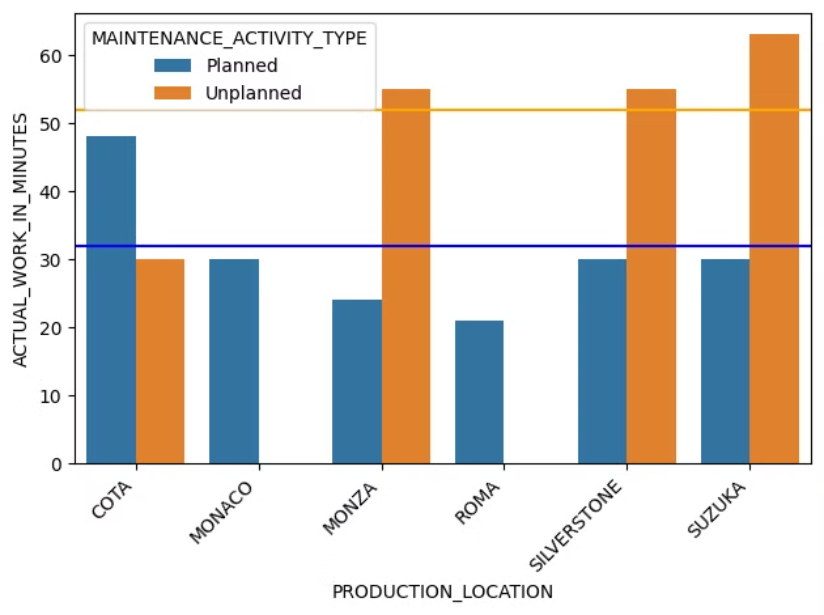 MAINTENANCE_ACTIVITY_TYPE
Planned
Unplanned
ACTUAL_WORK_IN_MINUTES
60
50
40
30
20
10
0
COTA
MONACO
MONZA
ROMA
SILVERSTONE
SUZUKA
PRODUCTION_LOCATION